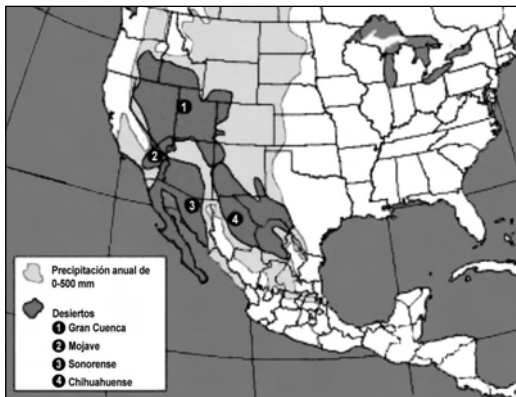 1
2
3
4
Precipitación anual de
0-500 mm
Desiertos
1 Gran Cuenca
2 Mojave
3 Sonorense
4 Chihuahuense